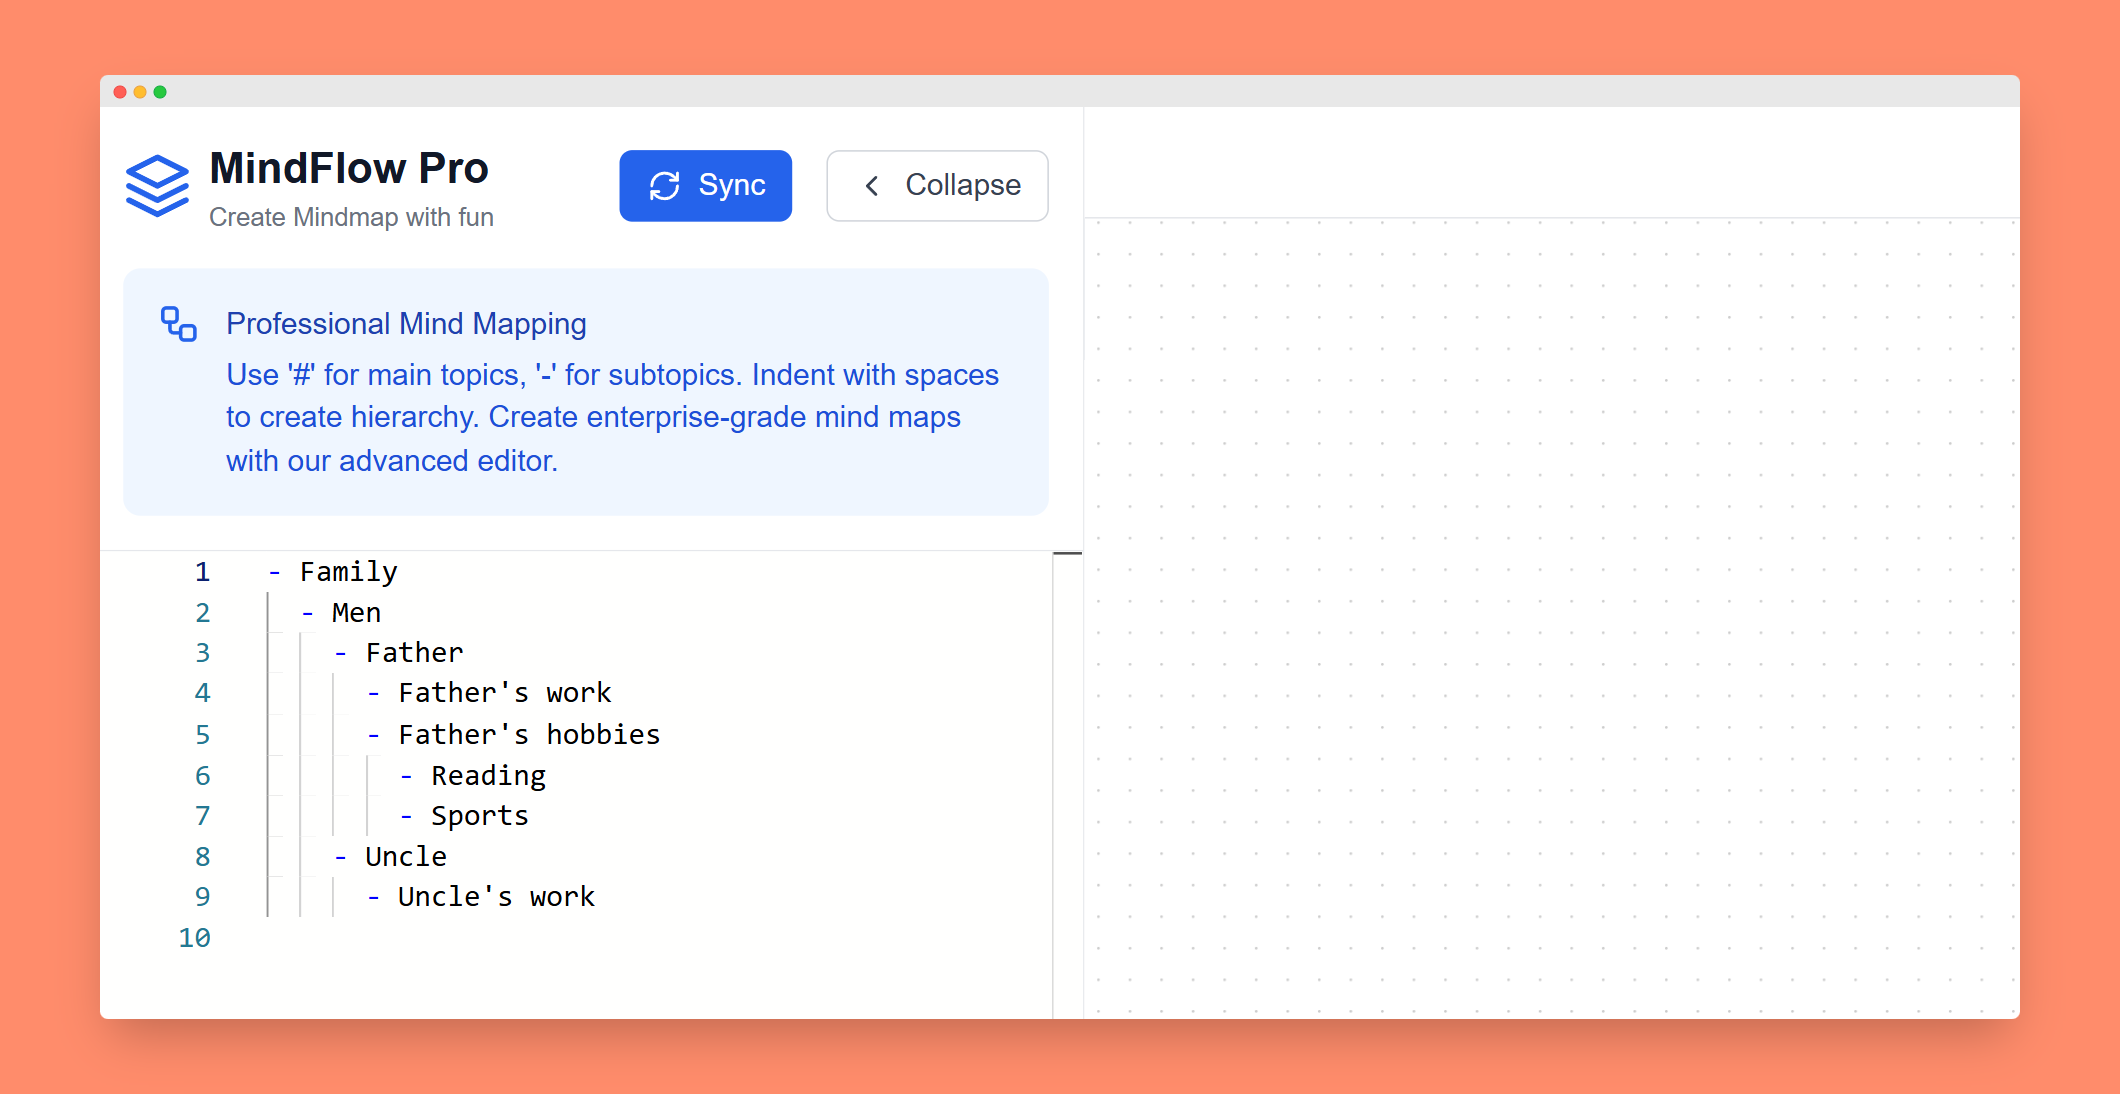 MindFlow Pro
Create Mindmap with fun
Sync
Collapse
Professional Mind Mapping
Use '#' for main topics, '-' for subtopics. Indent with spaces
to create hierarchy. Create enterprise-grade mind maps
with our advanced editor.
1 - Family
2 - Men
3 - Father
4 - Father's work
5 - Father's hobbies
6 - Reading
7 - Sports
8 - Uncle
9 - Uncle's work
10